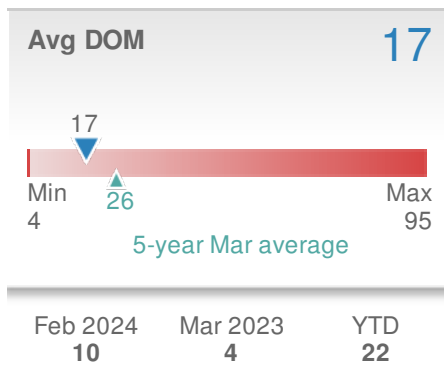 Avg DOM 17
17
Min 26 Max
4 95
5-year Mar average
Feb 2024 Mar 2023 YTD
10 4 22